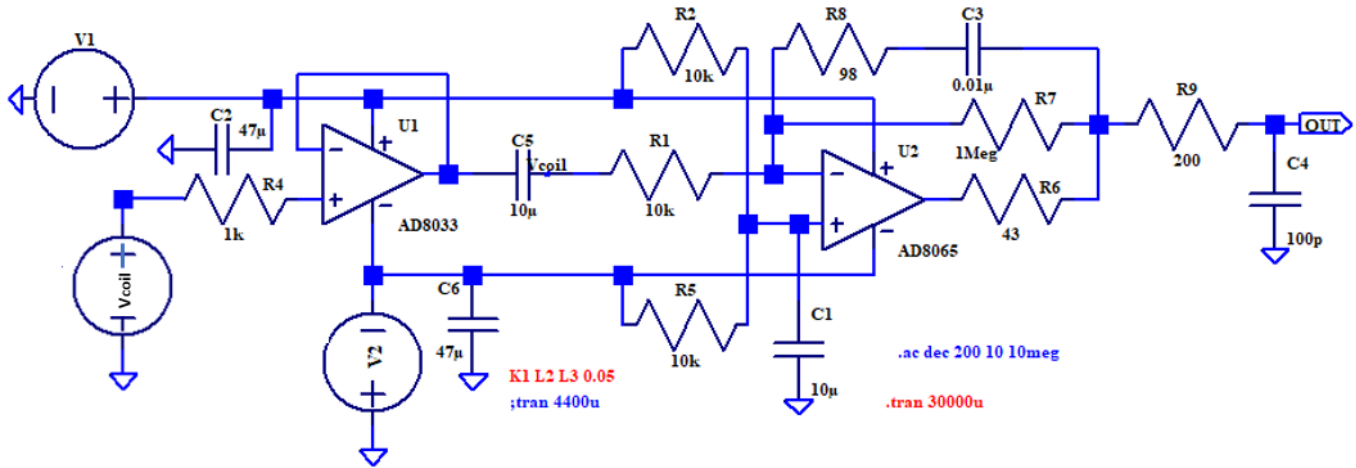 V1
C2
47µ
R4
1k
Vcoil
U1
AD8033
C5
10µ
Vcoil
R1
10k
R2
10k
R8
98
C3
0.01µ
R7
1Meg
U2
AD8065
R6
43
R9
200
OUT
C4
100p
V2
C6
47µ
R5
10k
C1
10µ
K1 L2 L3 0.05
;tran 4400u
.ac dec 200 10 10meg
.tran 30000u